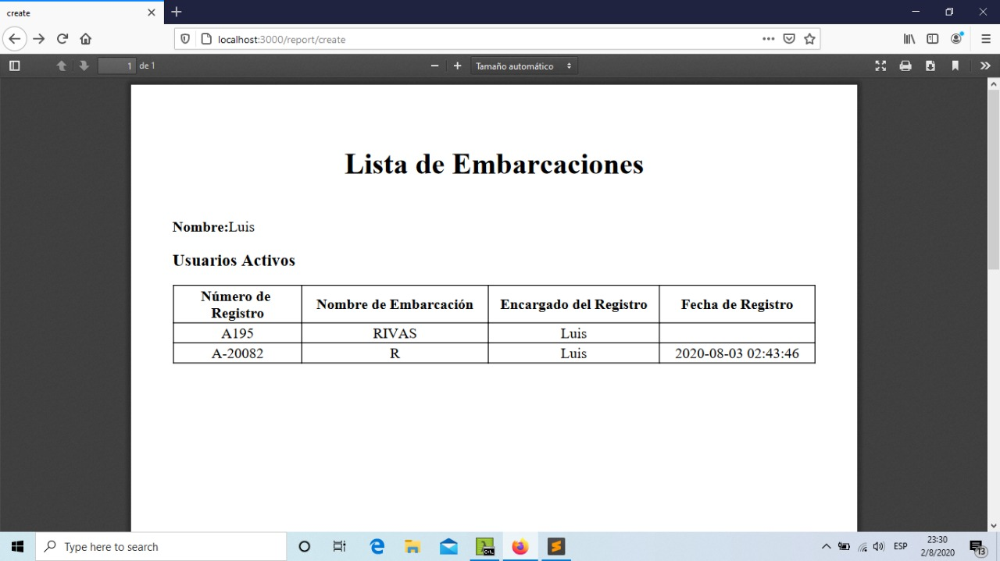 create
localhost:3000/report/create
1 de 1
Tamaño automático
Lista de Embarcaciones
Nombre:Luis
Usuarios Activos
Número de Registro Nombre de Embarcación Encargado del Registro Fecha de Registro
A195 RIVAS Luis
A-20082 R Luis 2020-08-03 02:43:46
Type here to search
ESP
23:30
2/8/2020
13